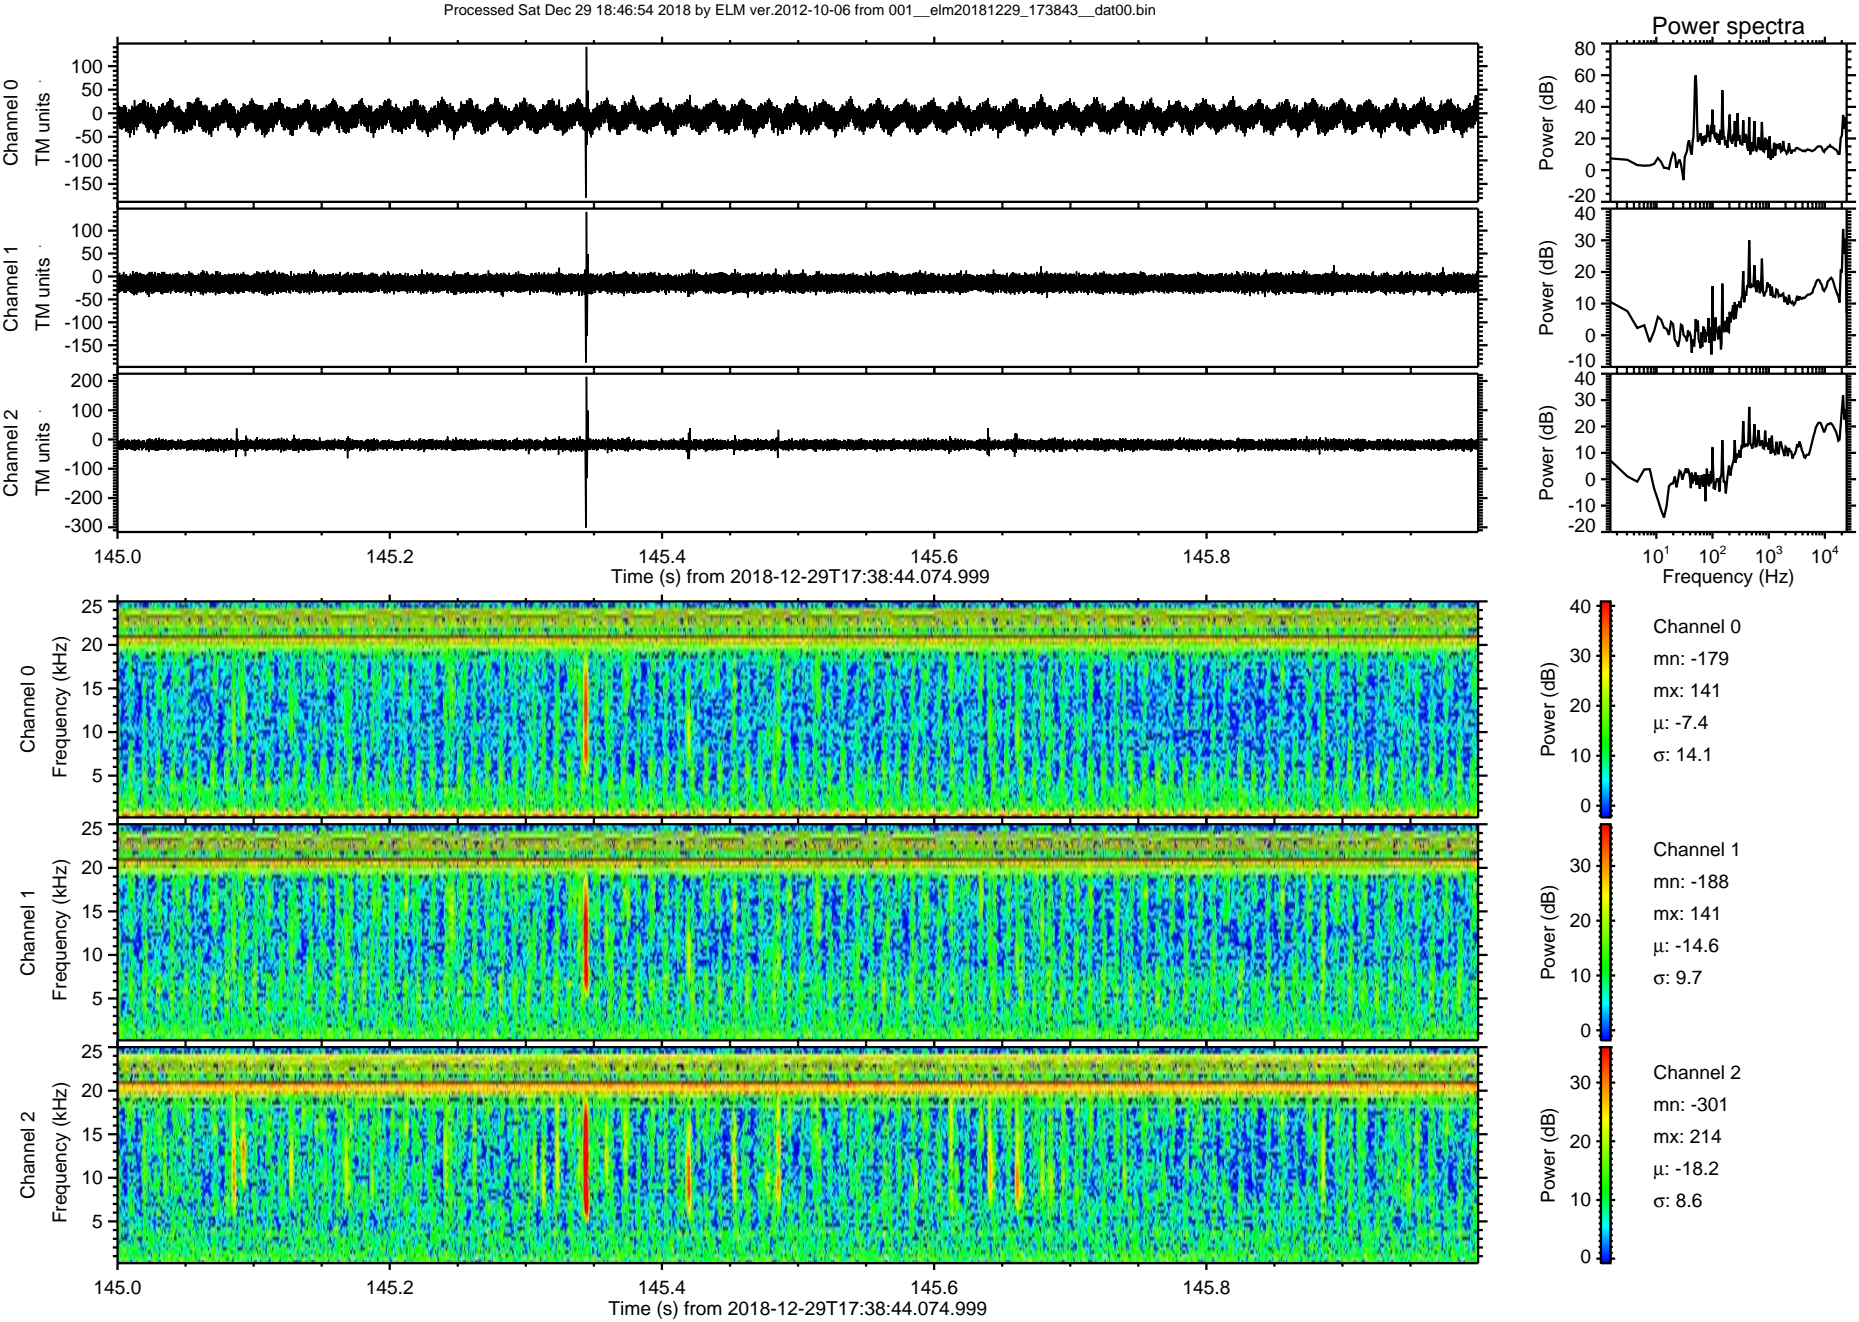 Processed Sat Dec 29 18:46:54 2018 by ELM ver.2012-10-06 from 001__elm20181229_173843__dat00.bin
Power spectra
Channel 0
TM units
100
50
0
-50
-100
-150
Power (dB)
80
60
40
20
0
-20
Channel 1
TM units
100
50
0
-50
-100
-150
Power (dB)
40
30
20
10
0
-10
Channel 2
TM units
200
100
0
-100
-200
-300
Power (dB)
40
30
20
10
0
-10
-20
145.0 145.2 145.4 145.6 145.8
Time (s) from 2018-12-29T17:38:44.074.999
10^1 10^2 10^3 10^4
Frequency (Hz)
Channel 0
Frequency (kHz)
25
20
15
10
5
Power (dB)
40
30
20
10
0
Channel 0
mn: -179
mx: 141
μ: -7.4
σ: 14.1
Channel 1
Frequency (kHz)
25
20
15
10
5
Power (dB)
30
20
10
0
Channel 1
mn: -188
mx: 141
μ: -14.6
σ: 9.7
Channel 2
Frequency (kHz)
25
20
15
10
5
Power (dB)
30
20
10
0
Channel 2
mn: -301
mx: 214
μ: -18.2
σ: 8.6
145.0 145.2 145.4 145.6 145.8
Time (s) from 2018-12-29T17:38:44.074.999